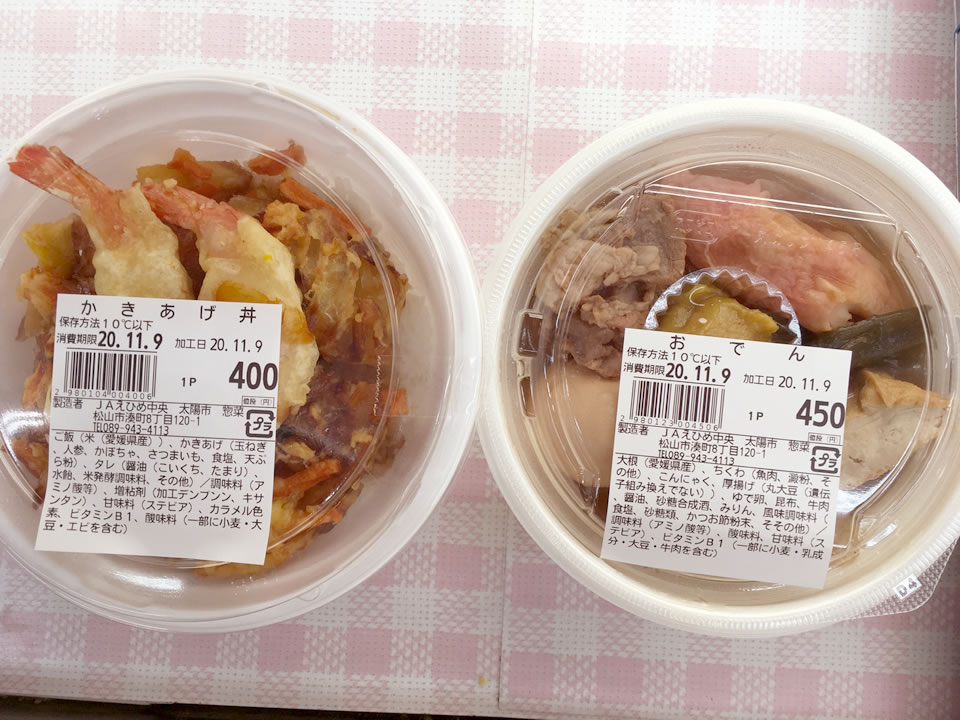 かきあげ丼
保存方法10℃以下
消費期限20.11.9 加工日 20.11.9
2980104004006 1P 400 値段(円)
製造者 JAえひめ中央 太陽市 惣菜
松山市湊町8丁目120-1
TEL089-943-4113
プラ
ご飯(米(愛媛県産))、かきあげ(玉ねぎ
、人参、かぼちゃ、さつまいも、食塩、天ぷ
ら粉)、タレ(醤油(こいくち、たまり)、
水飴、米発酵調味料、その他)/調味料(ア
ミノ酸等)、増粘剤(加工デンプンン、キサ
ンタン)、甘味料(ステビア)、カラメル色
素、ビタミンB1、酸味料(一部に小麦・大
豆・エビを含む)
おでん
保存方法10℃以下
消費期限20.11.9 加工日 20.11.9
2980123004506 1P 450 値段(円)
製造者 JAえひめ中央 太陽市 惣菜
松山市湊町8丁目120-1
TEL089-943-4113
プラ
大根(愛媛県産)、ちくわ(魚肉、澱粉、そ
の他)、こんにゃく、厚揚げ(丸大豆(遺伝
子組み換えでない))、ゆで卵、昆布、牛肉
、醤油、砂糖合成酒、みりん、風味調味料(
食塩、砂糖類、かつお節粉末、そその他)/
調味料(アミノ酸等)、酸味料、甘味料(ス
テビア)、ビタミンB1(一部に小麦・乳成
分・大豆・牛肉を含む)